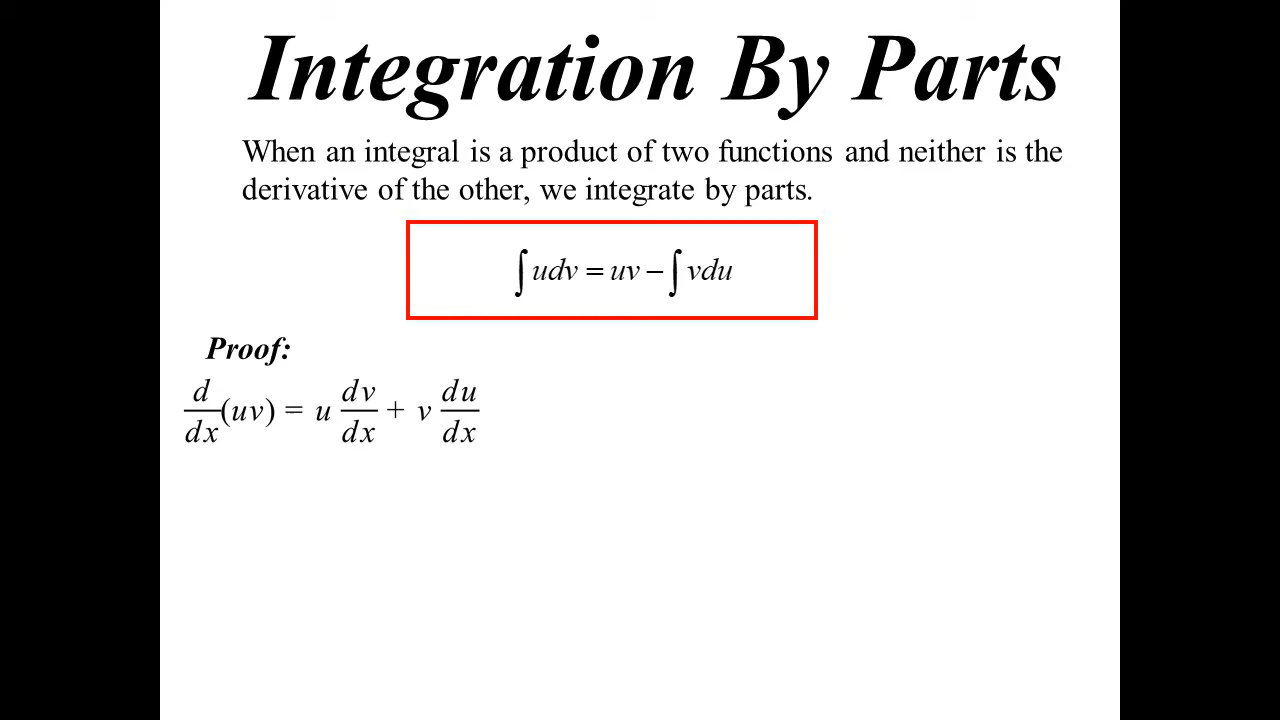 Integration By Parts
When an integral is a product of two functions and neither is the
derivative of the other, we integrate by parts.
∫ udv = uv − ∫ vdu
Proof:
d/dx (uv) = u dv/dx + v du/dx